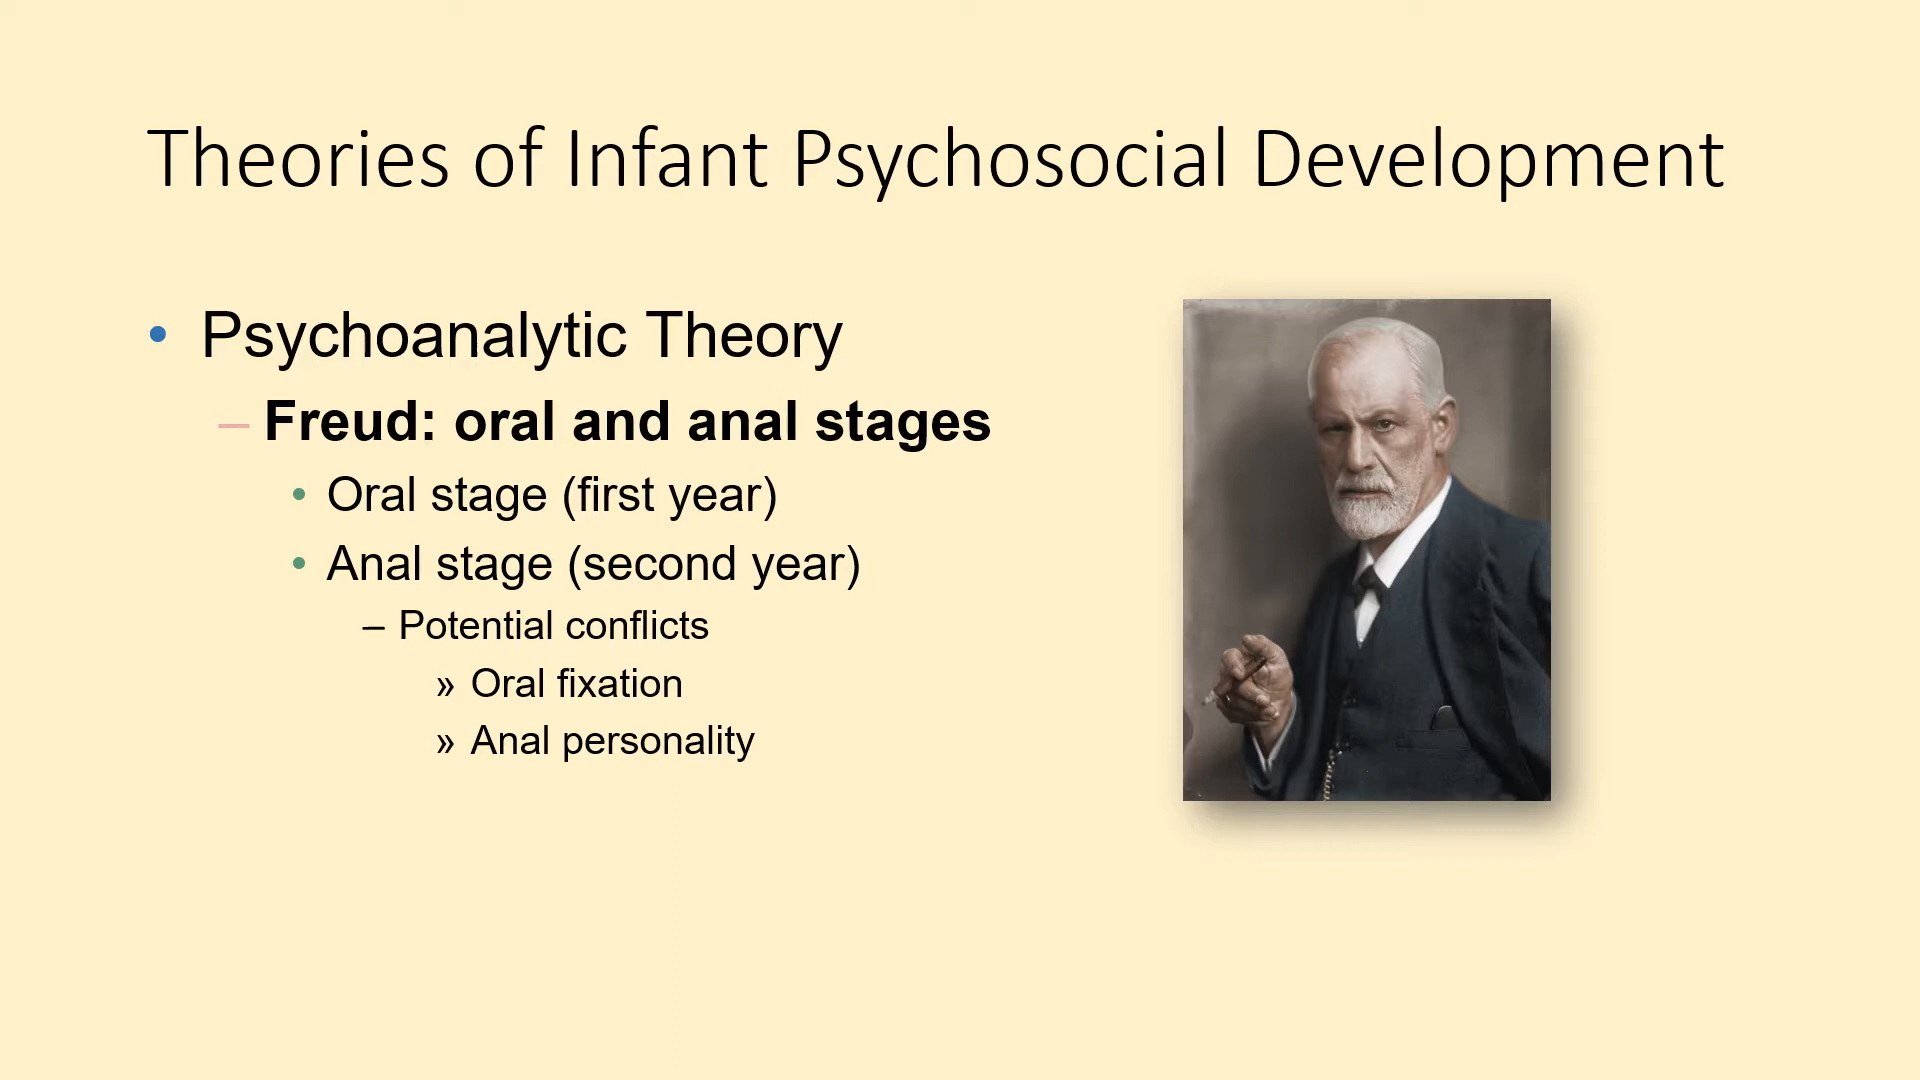 Theories of Infant Psychosocial Development
• Psychoanalytic Theory
– Freud: oral and anal stages
• Oral stage (first year)
• Anal stage (second year)
– Potential conflicts
» Oral fixation
» Anal personality